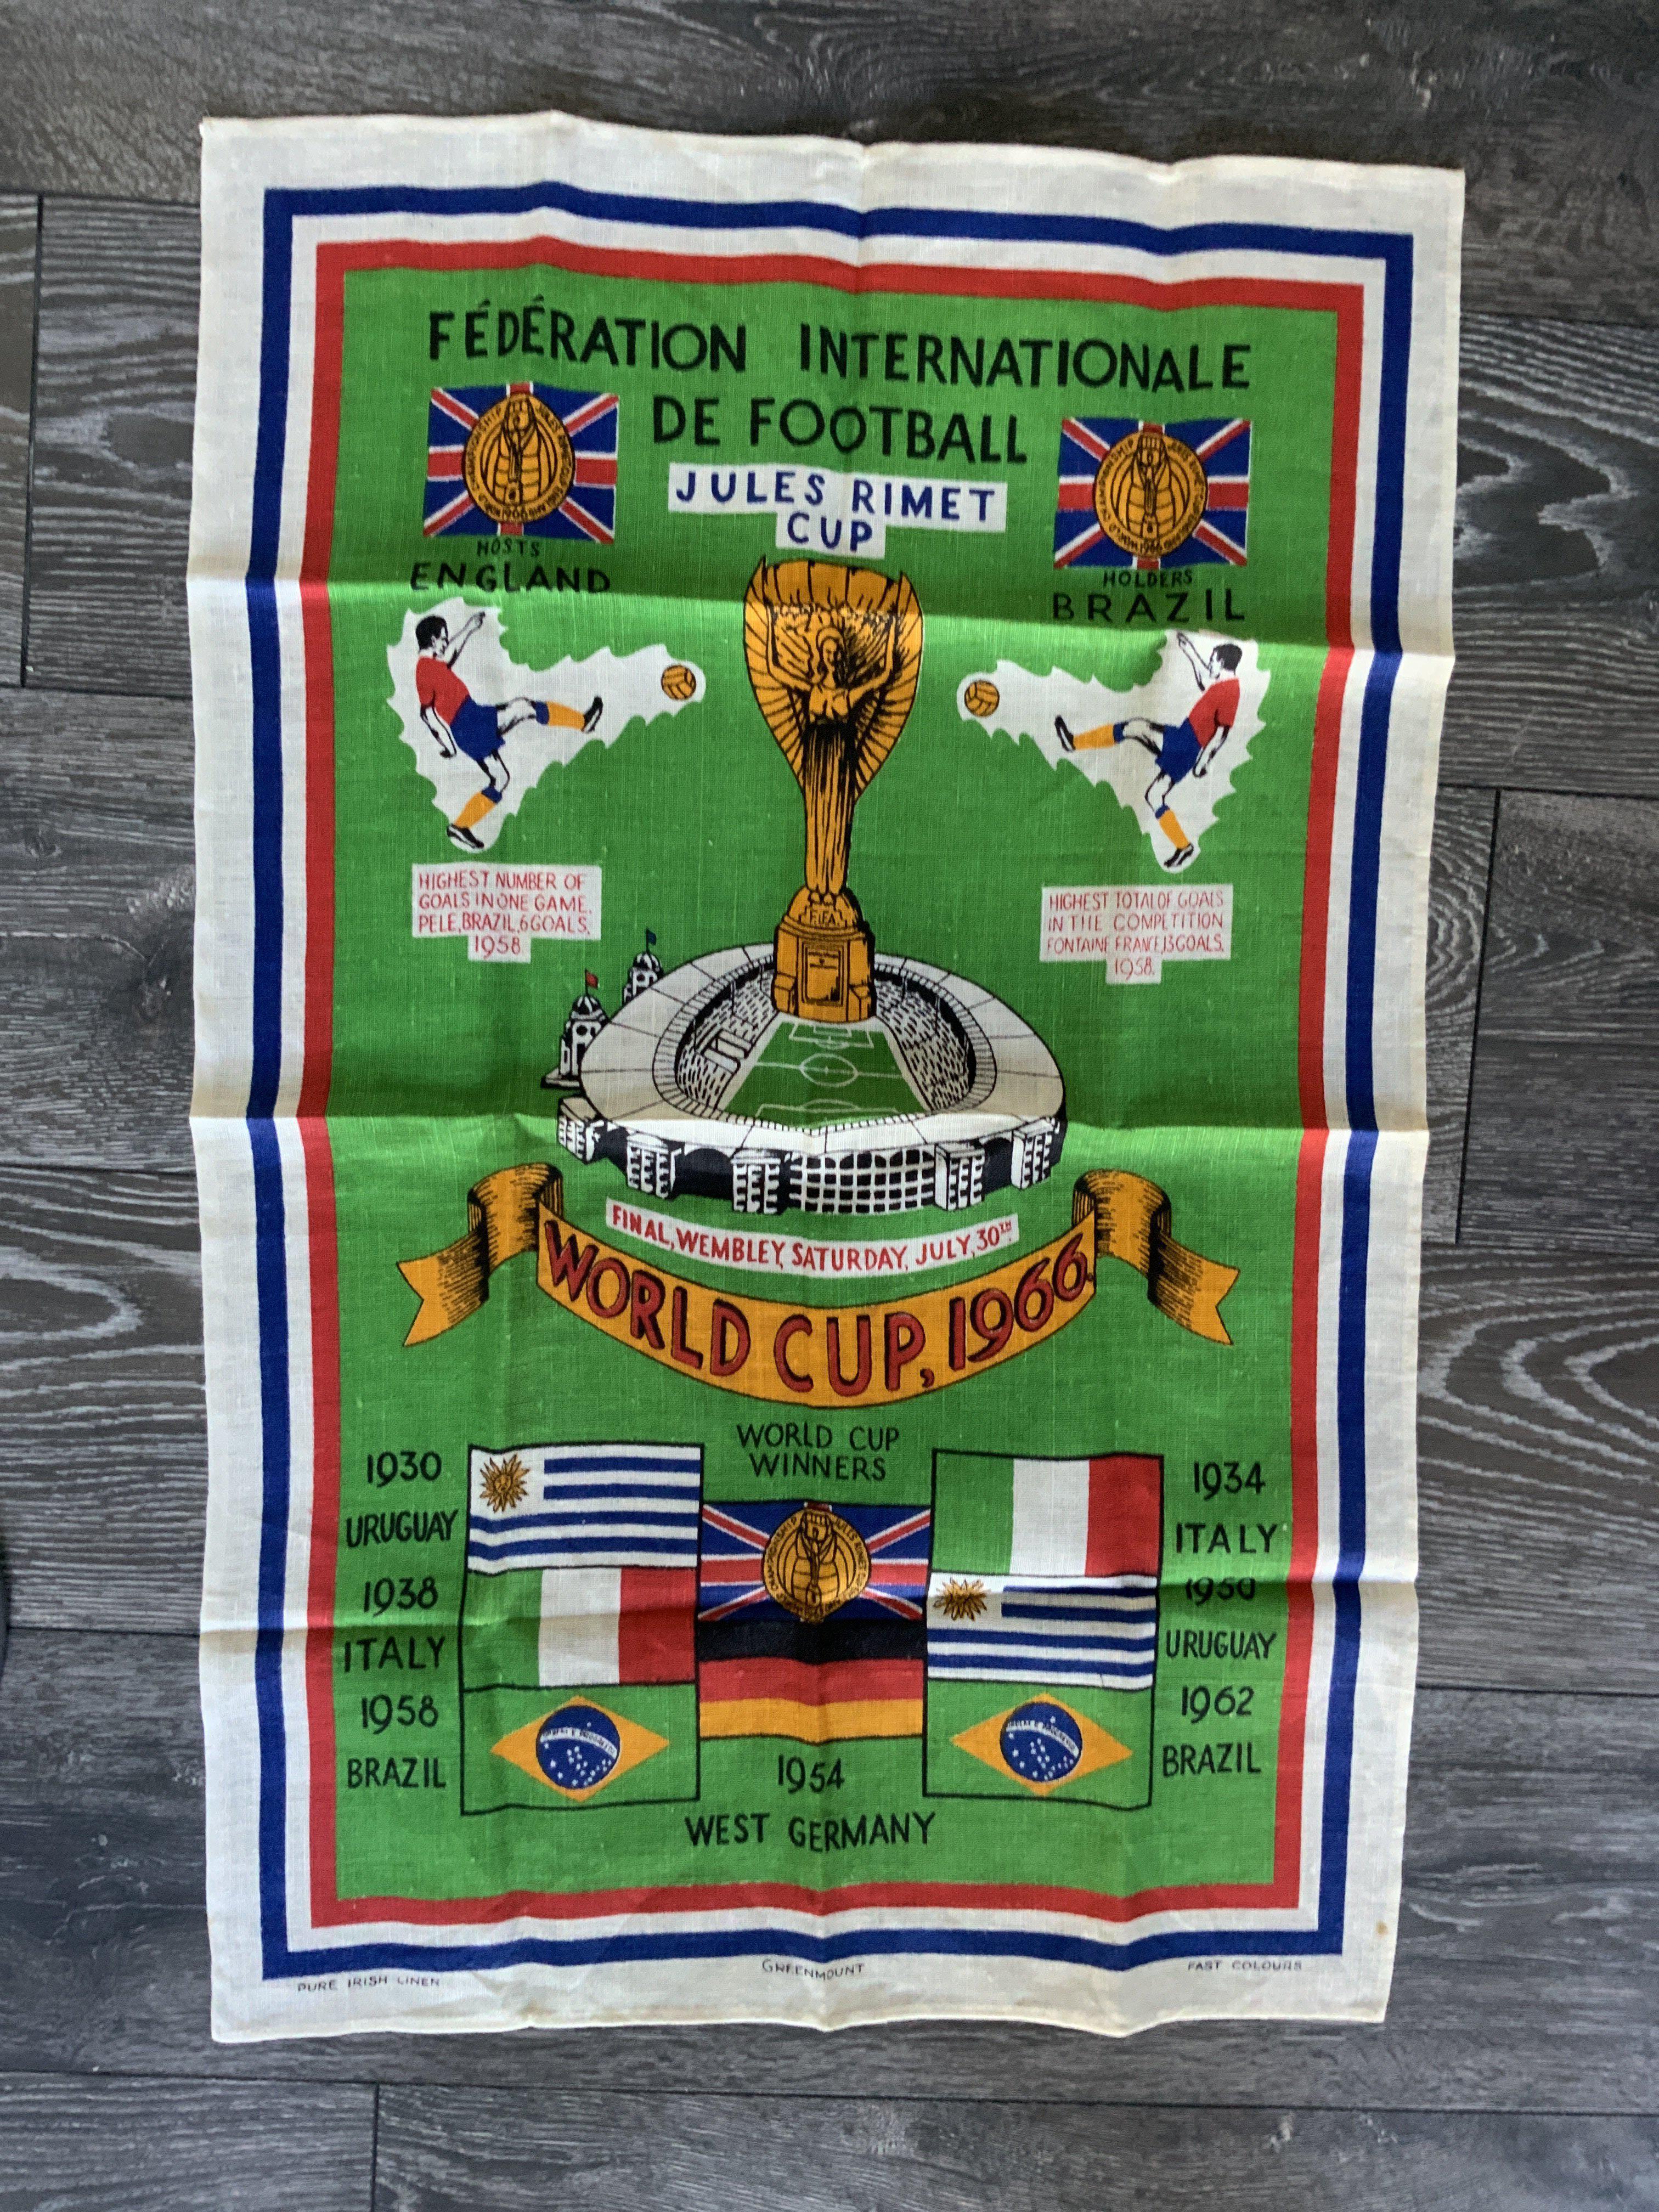 FÉDÉRATION INTERNATIONALE
DE FOOTBALL
JULES RIMET
CUP
HOSTS
ENGLAND
HOLDERS
BRAZIL
HIGHEST NUMBER OF
GOALS IN ONE GAME.
PELE, BRAZIL, 6 GOALS,
1958.
HIGHEST TOTAL OF GOALS
IN THE COMPETITION
FONTAINE FRANCE, 13 GOALS,
1958.
FIFA
FINAL, WEMBLEY, SATURDAY, JULY, 30TH
WORLD CUP, 1966.
WORLD CUP
WINNERS
1930
URUGUAY
1938
ITALY
1958
BRAZIL
1934
ITALY
1950
URUGUAY
1962
BRAZIL
1954
WEST GERMANY
PURE IRISH LINEN
GREENMOUNT
FAST COLOURS